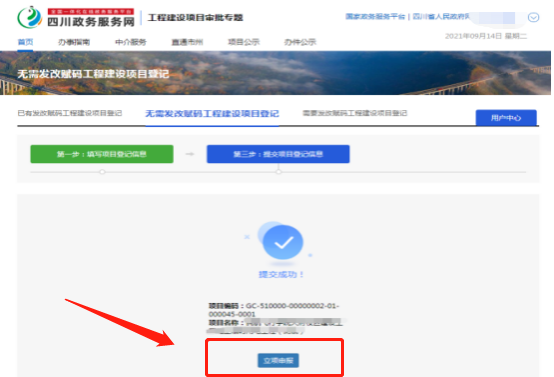 全国一体化在线政务服务平台
四川政务服务网
工程建设项目审批专题
国家政务服务平台 | 四川省人民政府网
2021年09月14日 星期二
首页 办事指南 中介服务 直通市州 项目公示 办件公示
无需发改赋码工程建设项目登记
已有发改赋码工程建设项目登记 无需发改赋码工程建设项目登记 需要发改赋码工程建设项目登记 用户中心
第一步：填写项目登记信息 第三步：提交项目登记信息
提交成功！
项目编码：GC-510000-00000002-01-
000045-0001
项目名称：
立项申报